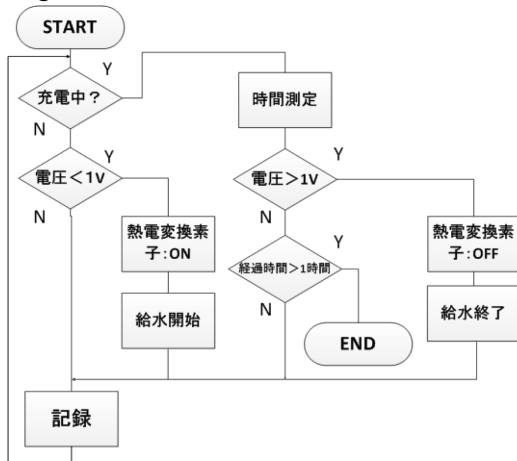 START
Y
充電中？
時間測定
N
Y
Y
電圧＜1V
電圧＞1V
N
N
熱電変換素
子：ON
Y
熱電変換素
子：OFF
経過時間＞1時間
給水開始
N
給水終了
END
記録